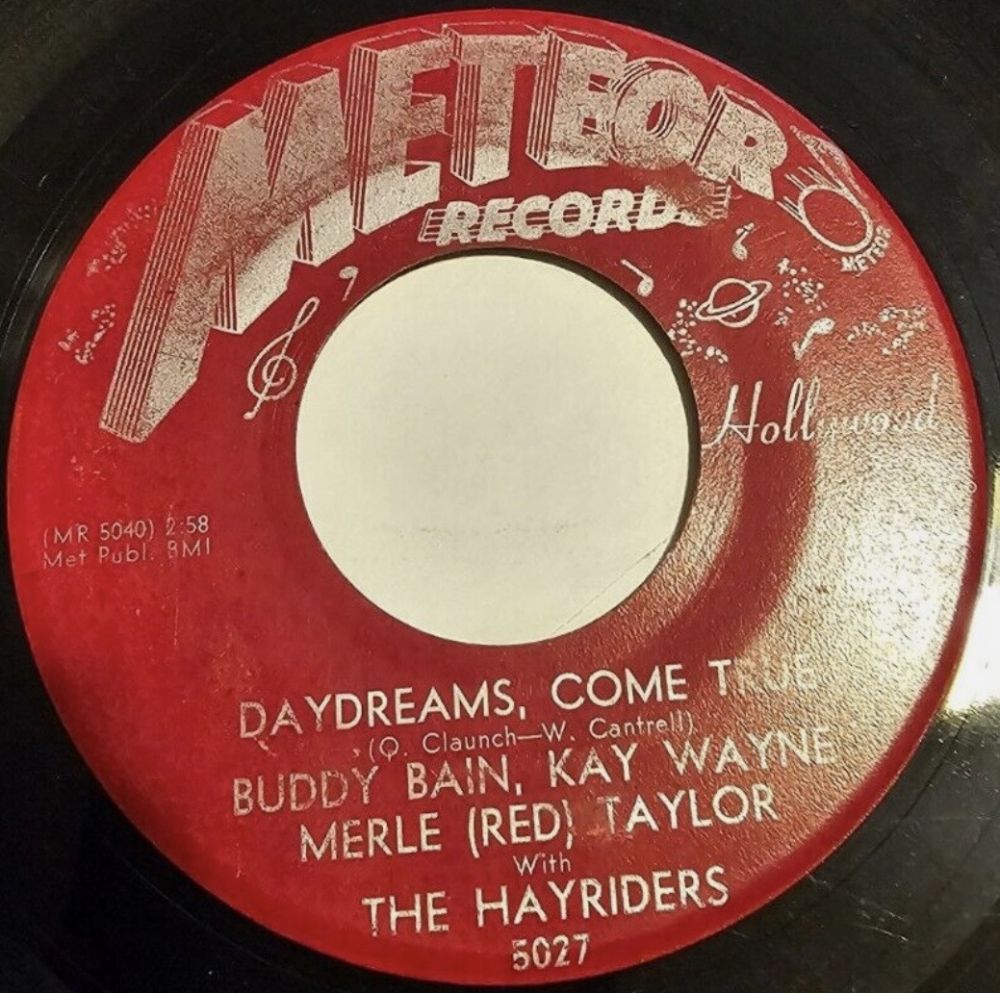 METEOR
RECORDS
METEOR
Hollywood
(MR 5040) 2:58
Met Publ. BMI
DAYDREAMS, COME TRUE
(Q. Claunch—W. Cantrell)
BUDDY BAIN, KAY WAYNE
MERLE (RED) TAYLOR
With
THE HAYRIDERS
5027